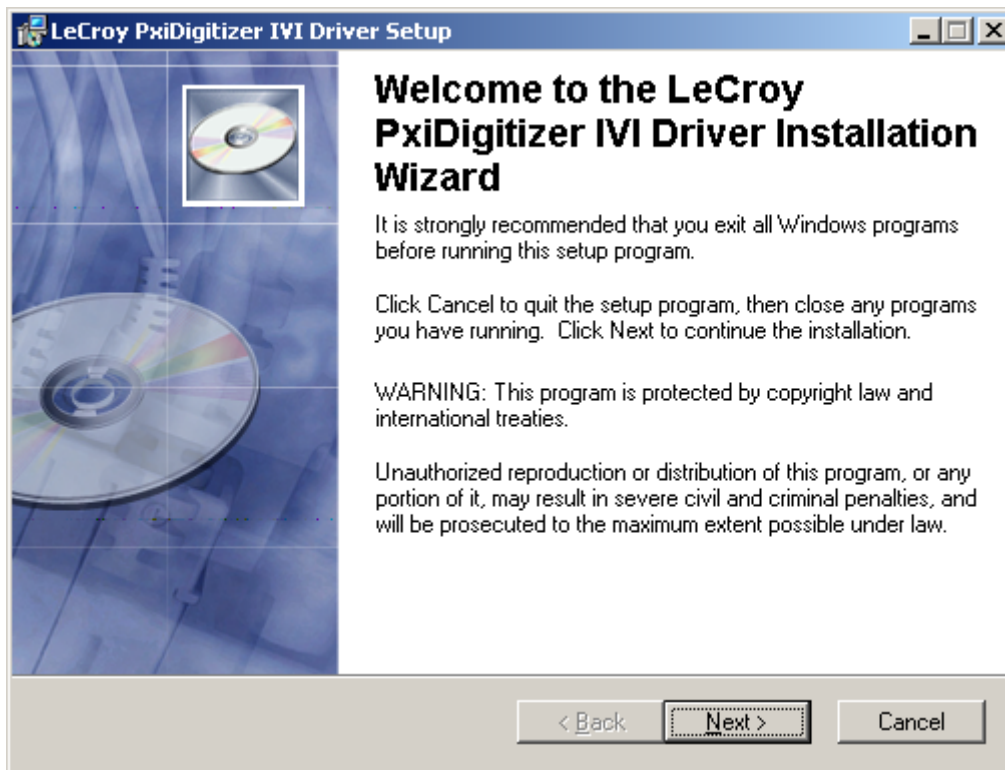 LeCroy PxiDigitizer IVI Driver Setup
Welcome to the LeCroy
PxiDigitizer IVI Driver Installation
Wizard
It is strongly recommended that you exit all Windows programs
before running this setup program.
Click Cancel to quit the setup program, then close any programs
you have running.  Click Next to continue the installation.
WARNING: This program is protected by copyright law and
international treaties.
Unauthorized reproduction or distribution of this program, or any
portion of it, may result in severe civil and criminal penalties, and
will be prosecuted to the maximum extent possible under law.
< Back Next > Cancel